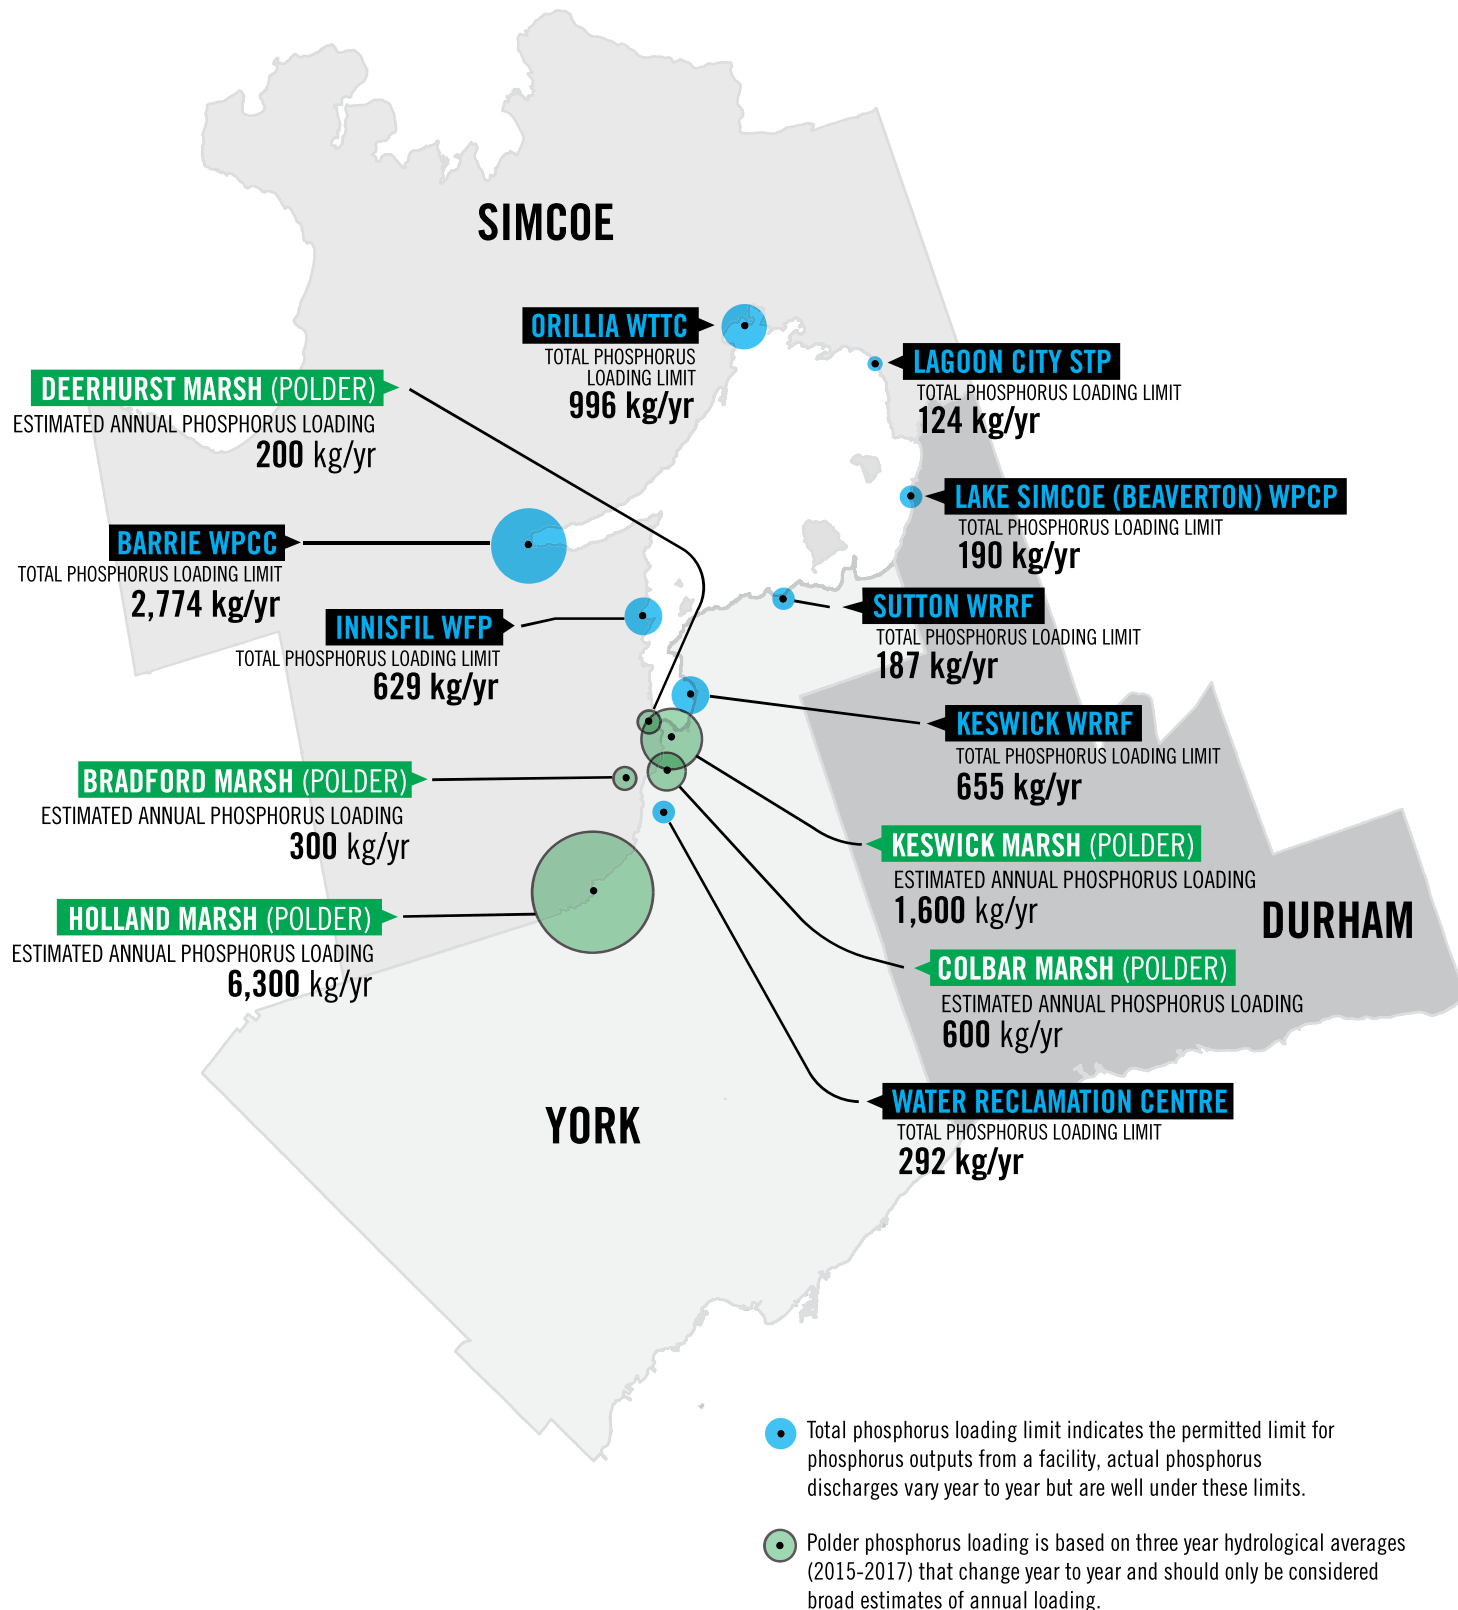 SIMCOE
ORILLIA WTTC
TOTAL PHOSPHORUS
LOADING LIMIT
996 kg/yr
LAGOON CITY STP
TOTAL PHOSPHORUS LOADING LIMIT
124 kg/yr
DEERHURST MARSH (POLDER)
ESTIMATED ANNUAL PHOSPHORUS LOADING
200 kg/yr
LAKE SIMCOE (BEAVERTON) WPCP
TOTAL PHOSPHORUS LOADING LIMIT
190 kg/yr
BARRIE WPCC
TOTAL PHOSPHORUS LOADING LIMIT
2,774 kg/yr
SUTTON WRRF
TOTAL PHOSPHORUS LOADING LIMIT
187 kg/yr
INNISFIL WFP
TOTAL PHOSPHORUS LOADING LIMIT
629 kg/yr
KESWICK WRRF
TOTAL PHOSPHORUS LOADING LIMIT
655 kg/yr
BRADFORD MARSH (POLDER)
ESTIMATED ANNUAL PHOSPHORUS LOADING
300 kg/yr
KESWICK MARSH (POLDER)
ESTIMATED ANNUAL PHOSPHORUS LOADING
1,600 kg/yr
HOLLAND MARSH (POLDER)
ESTIMATED ANNUAL PHOSPHORUS LOADING
6,300 kg/yr
DURHAM
COLBAR MARSH (POLDER)
ESTIMATED ANNUAL PHOSPHORUS LOADING
600 kg/yr
YORK
WATER RECLAMATION CENTRE
TOTAL PHOSPHORUS LOADING LIMIT
292 kg/yr
Total phosphorus loading limit indicates the permitted limit for
phosphorus outputs from a facility, actual phosphorus
discharges vary year to year but are well under these limits.
Polder phosphorus loading is based on three year hydrological averages
(2015-2017) that change year to year and should only be considered
broad estimates of annual loading.